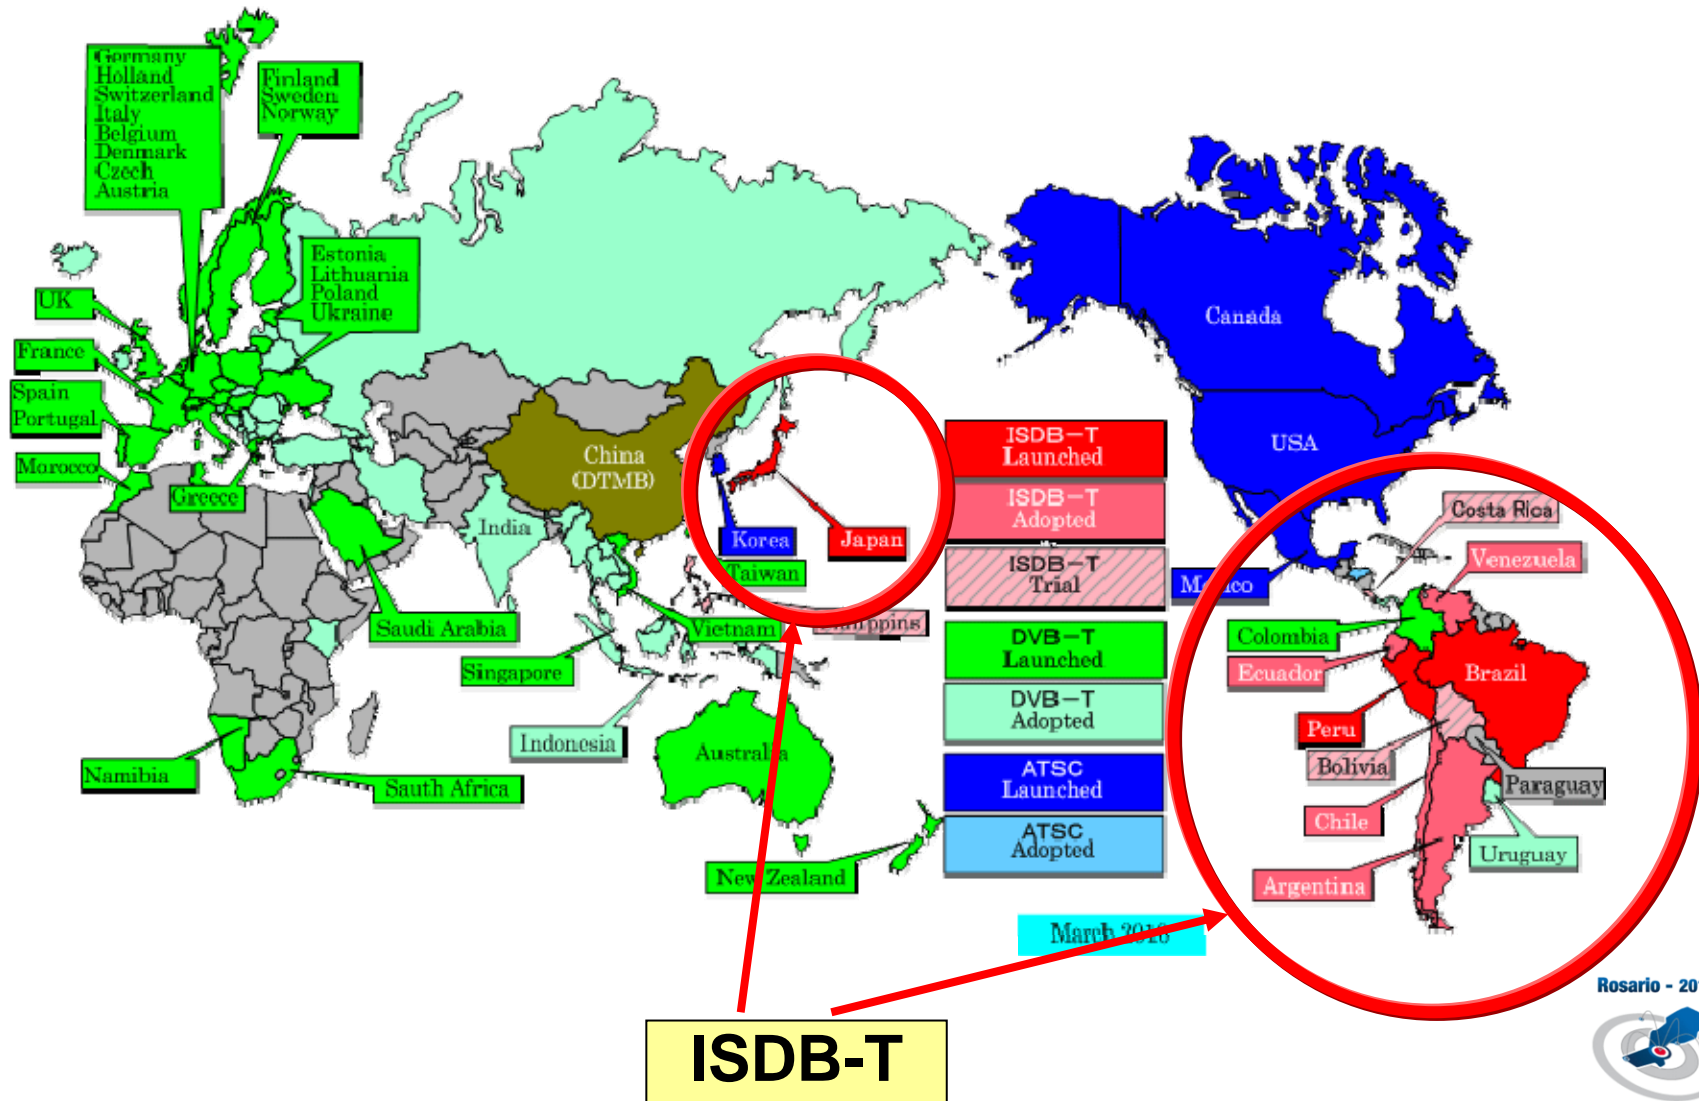 Germany
Holland
Switzerland
Italy
Belgium
Denmark
Czech
Austria
Finland
Sweden
Norway
Estonia
Lithuania
Poland
Ukraine
UK
France
Spain
Portugal
Morocco
Greece
Saudi Arabia
Namibia
Sauth Africa
India
China
(DTMB)
Korea
Japan
Taiwan
Vietnam
Singapore
Indonesia
Australia
New Zealand
ISDB-T
Launched
ISDB-T
Adopted
ISDB-T
Trial
DVB-T
Launched
DVB-T
Adopted
ATSC
Launched
ATSC
Adopted
Canada
USA
Costa Rica
Venezuela
Colombia
Ecuador
Brazil
Peru
Bolivia
Paraguay
Chile
Uruguay
Argentina
March
Rosario -
ISDB-T